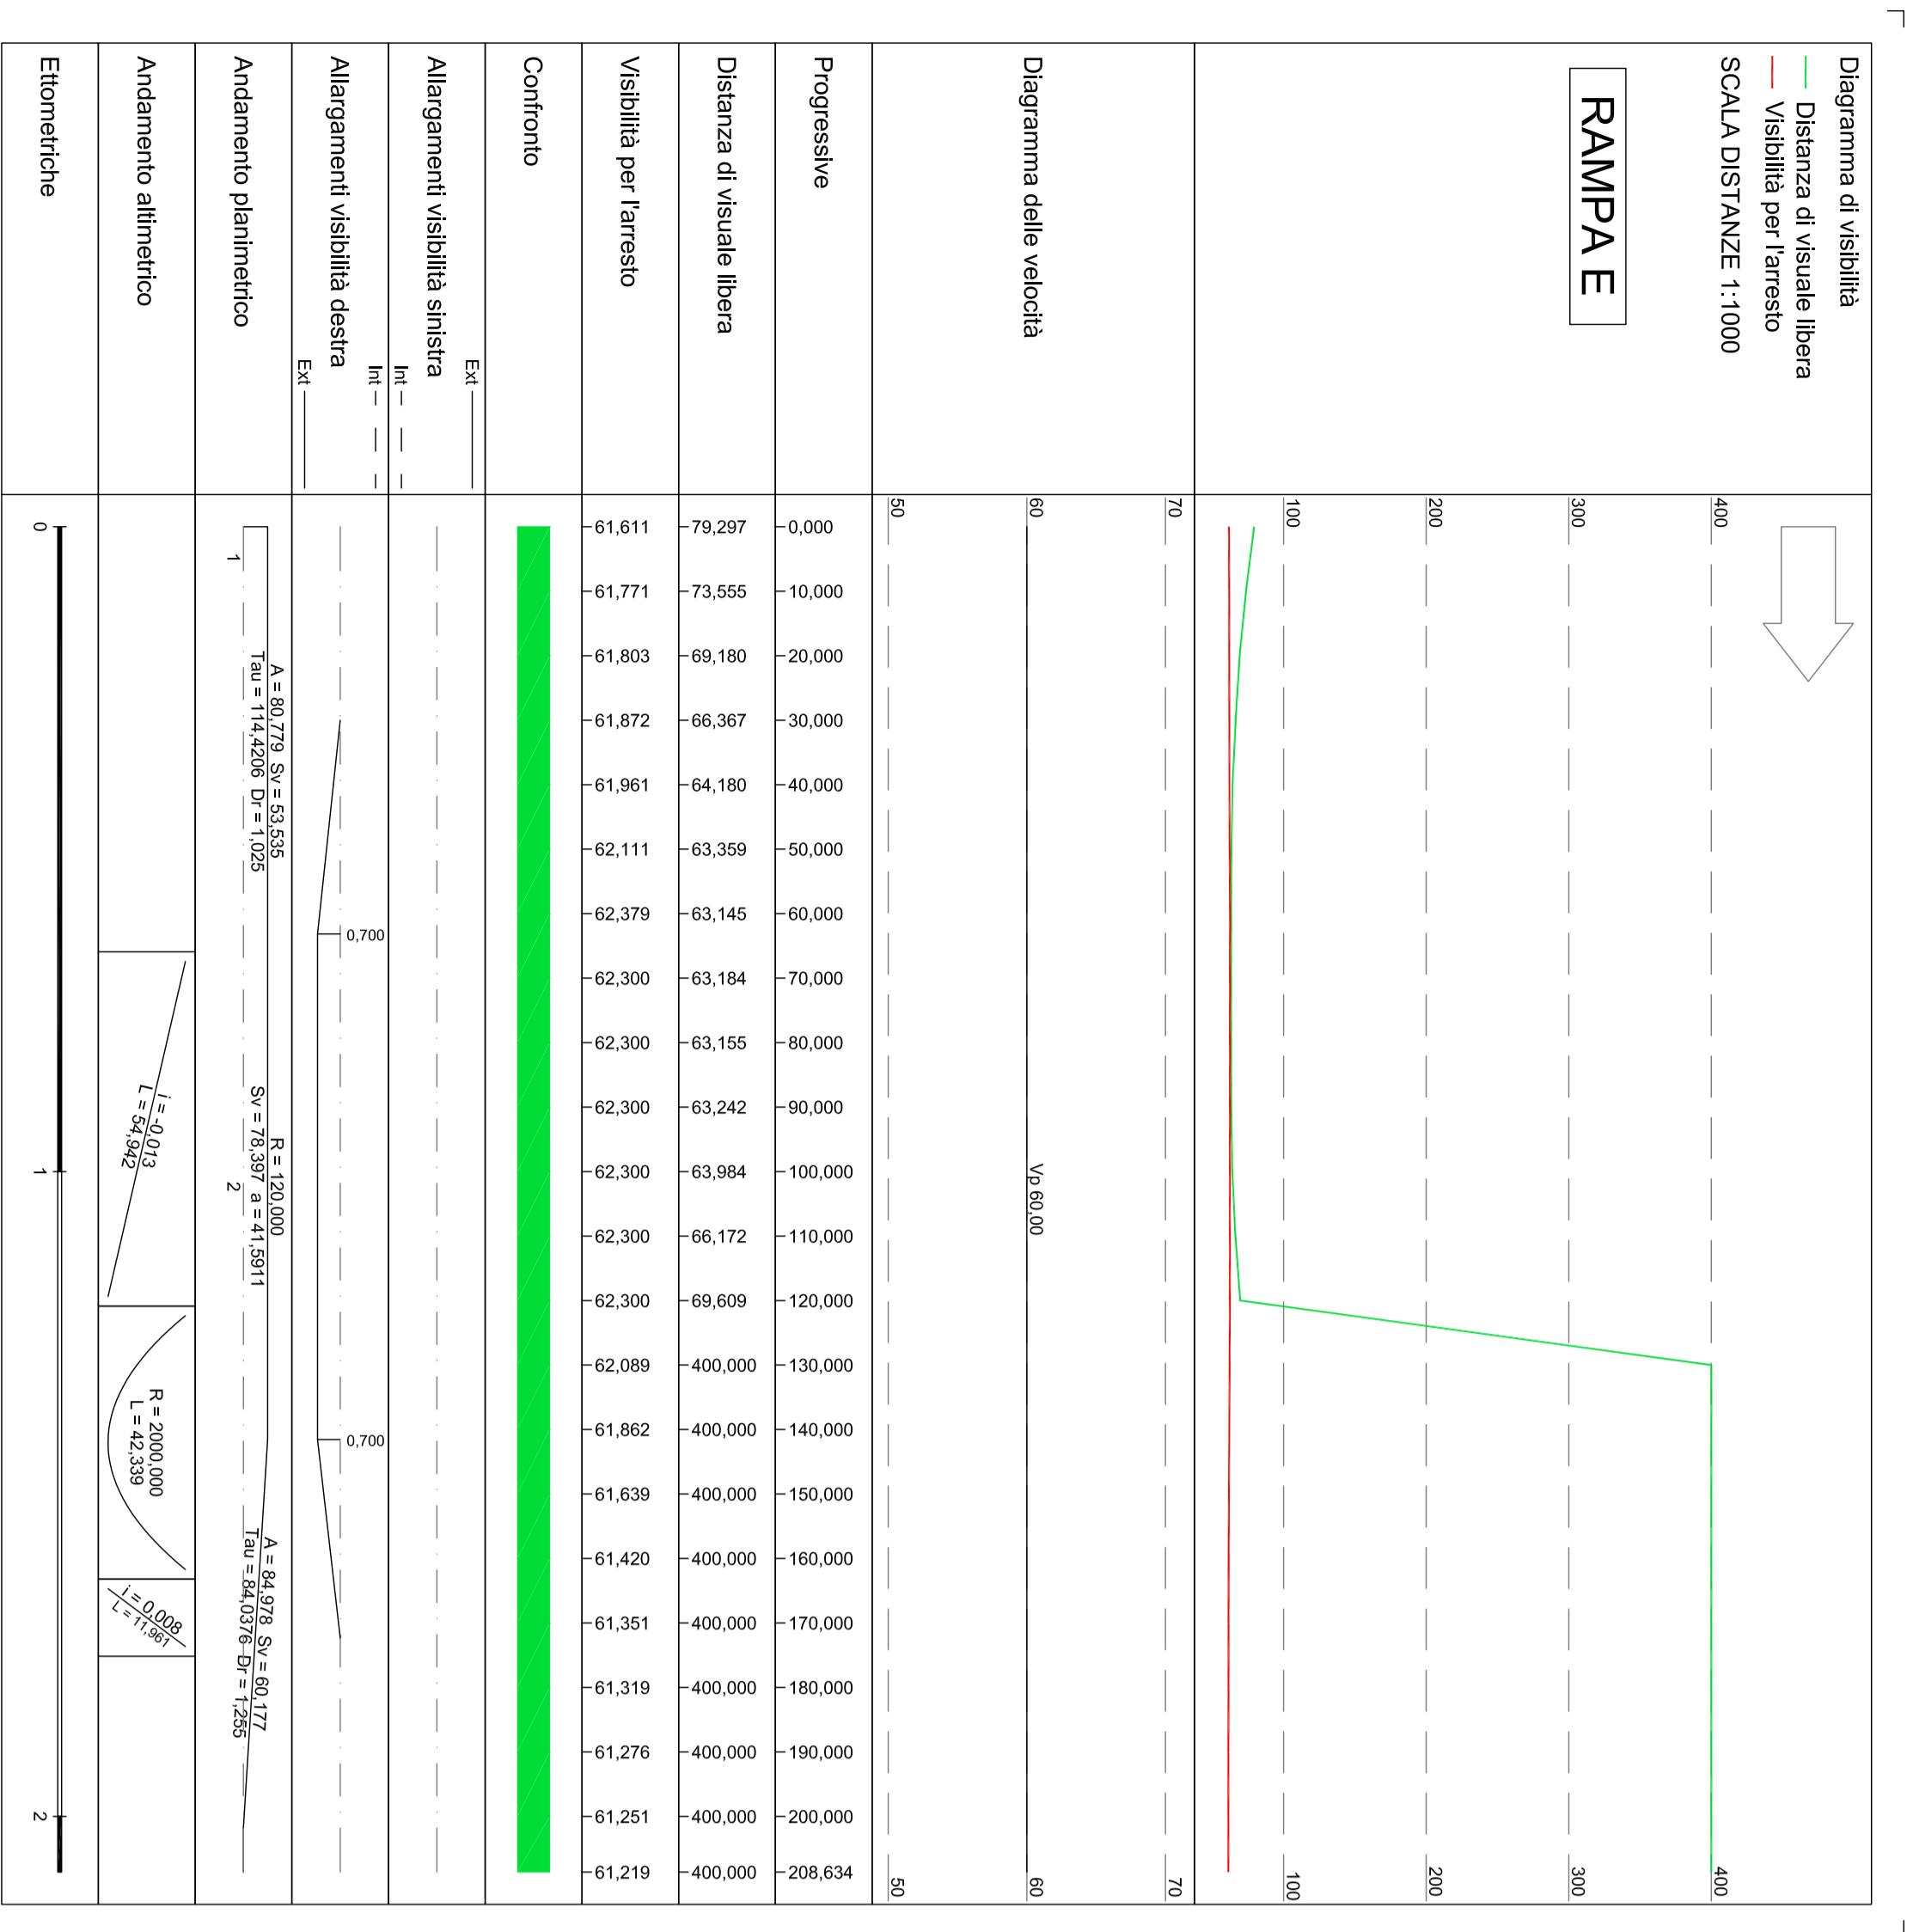 Diagramma di visibilità
Distanza di visuale libera
Visibilità per l'arresto
SCALA DISTANZE 1:1000
RAMPA E
400
300
200
100
400
300
200
100
Diagramma delle velocità
70
60
50
Vp 60,00
70
60
50
Progressive
0,000
10,000
20,000
30,000
40,000
50,000
60,000
70,000
80,000
90,000
100,000
110,000
120,000
130,000
140,000
150,000
160,000
170,000
180,000
190,000
200,000
208,634
Distanza di visuale libera
79,297
73,555
69,180
66,367
64,180
63,359
63,145
63,184
63,155
63,242
63,984
66,172
69,609
400,000
400,000
400,000
400,000
400,000
400,000
400,000
400,000
400,000
Visibilità per l'arresto
61,611
61,771
61,803
61,872
61,961
62,111
62,379
62,300
62,300
62,300
62,300
62,300
62,300
62,089
61,862
61,639
61,420
61,351
61,319
61,276
61,251
61,219
Confronto
Allargamenti visibilità sinistra
Ext
Int
Allargamenti visibilità destra
Int
Ext
0,700
0,700
Andamento planimetrico
A = 80,779 Sv = 53,535
Tau = 114,4206 Dr = 1,025
1
R = 120,000
Sv = 78,397 a = 41,5911
2
A = 84,978 Sv = 60,177
Tau = 84,0376 Dr = 1,255
Andamento altimetrico
i = -0,013
L = 54,942
R = 2000,000
L = 42,339
i = 0,008
L = 11,961
Ettometriche
0
1
2